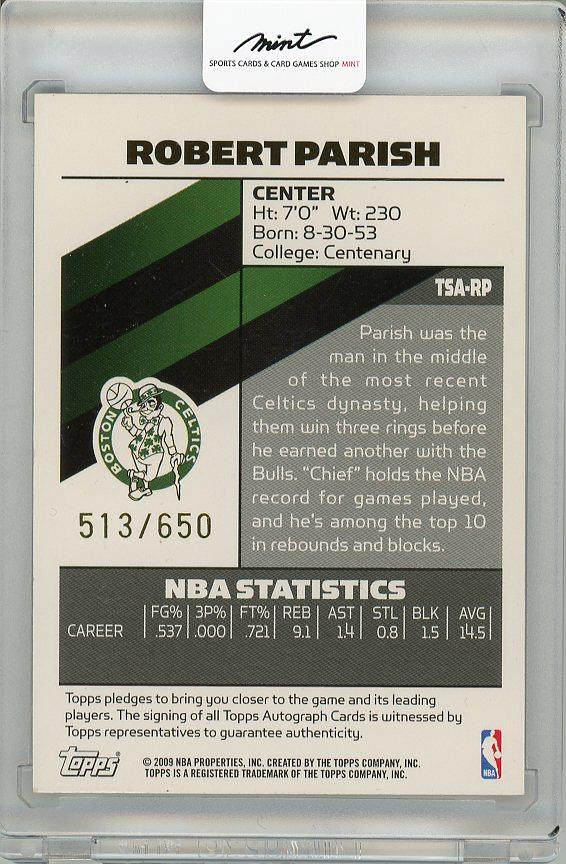 mint
SPORTS CARDS & CARD GAMES SHOP MINT
ROBERT PARISH
CENTER
Ht: 7'0" Wt: 230
Born: 8-30-53
College: Centenary
TSA-RP
Parish was the
man in the middle
of the most recent
Celtics dynasty, helping
them win three rings before
he earned another with the
Bulls. "Chief" holds the NBA
record for games played,
and he's among the top 10
in rebounds and blocks.
BOSTON CELTICS
513/650
NBA STATISTICS
FG% 3P% FT% REB AST STL BLK AVG
CAREER .537 .000 .721 9.1 1.4 0.8 1.5 14.5
Topps pledges to bring you closer to the game and its leading
players. The signing of all Topps Autograph Cards is witnessed by
Topps representatives to guarantee authenticity.
topps
© 2009 NBA PROPERTIES, INC. CREATED BY THE TOPPS COMPANY, INC.
TOPPS IS A REGISTERED TRADEMARK OF THE TOPPS COMPANY, INC.
NBA